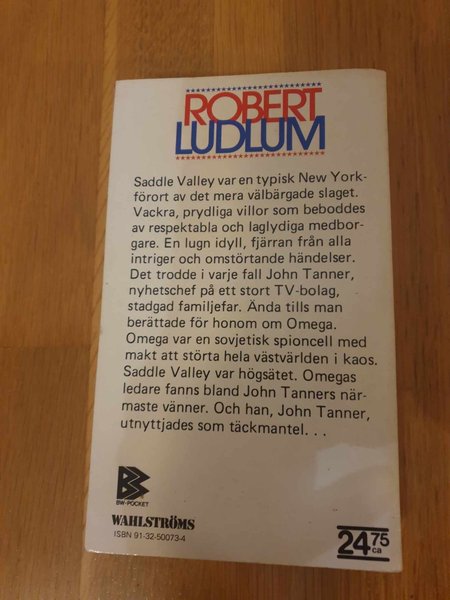 ROBERT
LUDLUM
Saddle Valley var en typisk New York-
förort av det mera välbärgade slaget.
Vackra, prydliga villor som beboddes
av respektabla och laglydiga medbor-
gare. En lugn idyll, fjärran från alla
intriger och omstörtande händelser.
Det trodde i varje fall John Tanner,
nyhetschef på ett stort TV-bolag,
stadgad familjefar. Ända tills man
berättade för honom om Omega.
Omega var en sovjetisk spioncell med
makt att störta hela västvärlden i kaos.
Saddle Valley var högsätet. Omegas
ledare fanns bland John Tanners när-
maste vänner. Och han, John Tanner,
utnyttjades som täckmantel. . .
BW-POCKET
WAHLSTRÖMS
ISBN 91-32-50073-4
24 75
ca